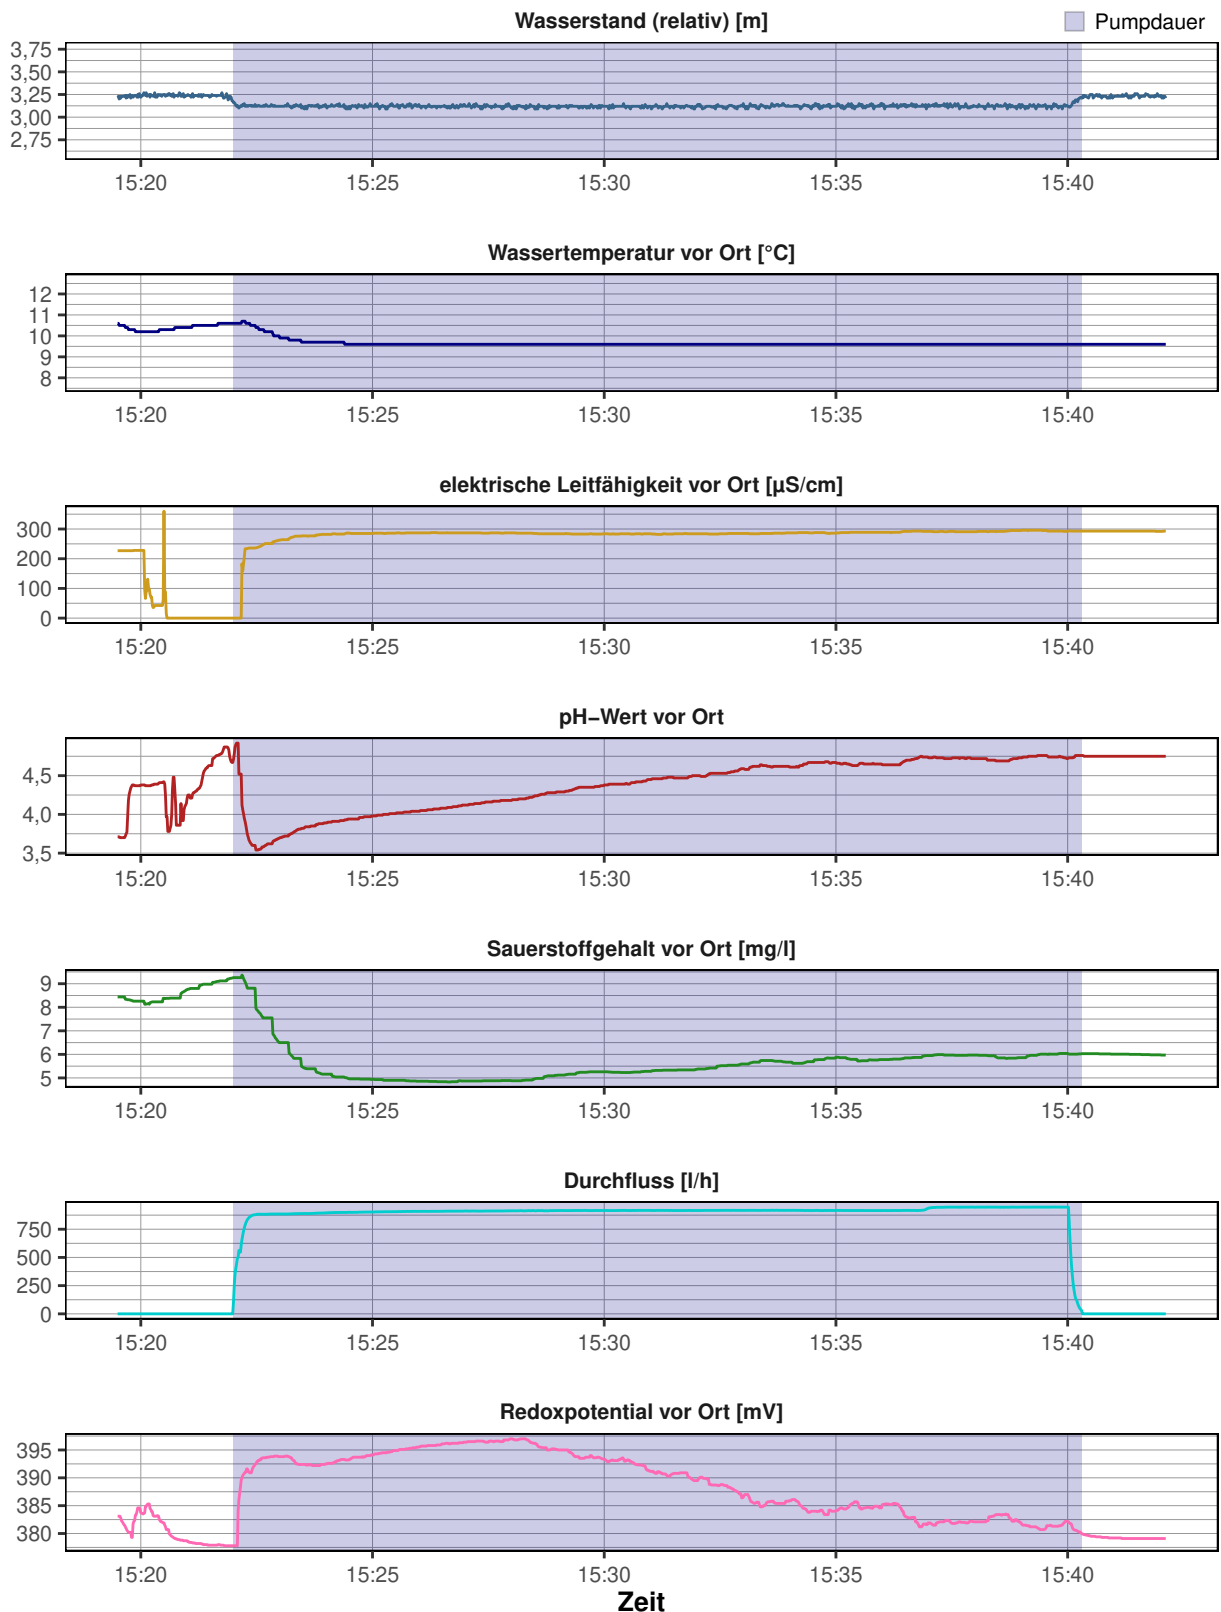 Wasserstand (relativ) [m]
Pumpdauer
3,75
3,50
3,25
3,00
2,75
15:20 15:25 15:30 15:35 15:40
Wassertemperatur vor Ort [°C]
12
11
10
9
8
15:20 15:25 15:30 15:35 15:40
elektrische Leitfähigkeit vor Ort [µS/cm]
300
200
100
0
15:20 15:25 15:30 15:35 15:40
pH−Wert vor Ort
4,5
4,0
3,5
15:20 15:25 15:30 15:35 15:40
Sauerstoffgehalt vor Ort [mg/l]
9
8
7
6
5
15:20 15:25 15:30 15:35 15:40
Durchfluss [l/h]
750
500
250
0
15:20 15:25 15:30 15:35 15:40
Redoxpotential vor Ort [mV]
395
390
385
380
15:20 15:25 15:30 15:35 15:40
Zeit